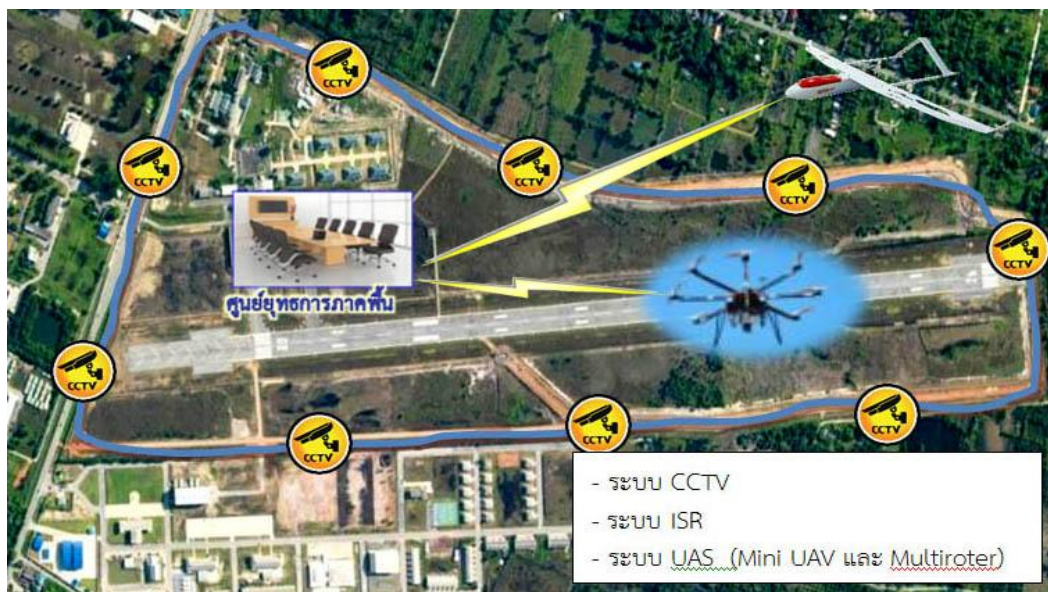 CCTV
CCTV
CCTV
CCTV
CCTV
ศูนย์ยุทธการภาคพื้น
CCTV
CCTV
CCTV
CCTV
- ระบบ CCTV
- ระบบ ISR
- ระบบ UAS (Mini UAV และ Multiroter)